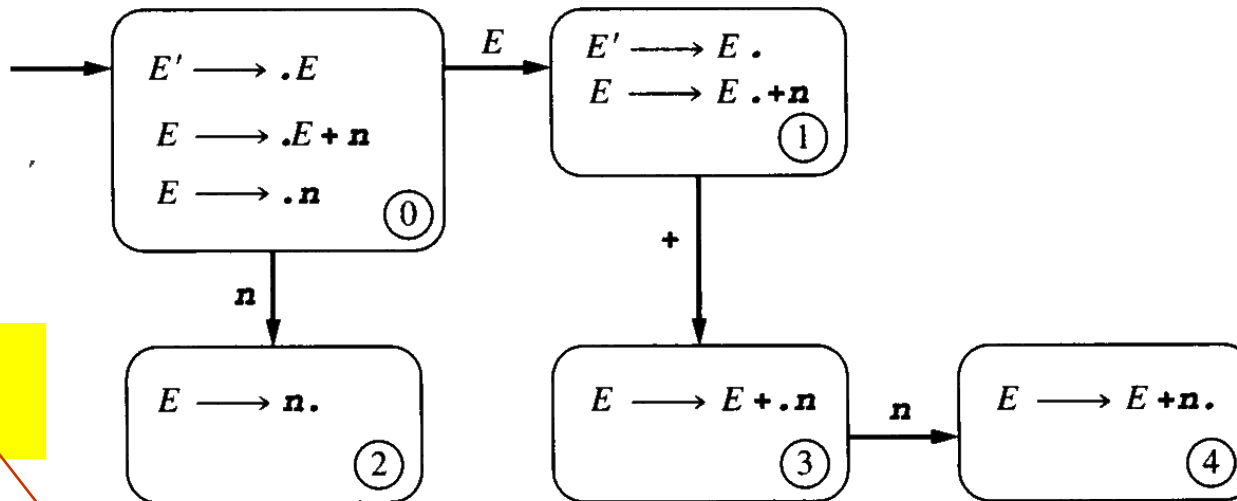 E' ⟶ .E
E ⟶ .E + n
E ⟶ .n
0
E
E' ⟶ E .
E ⟶ E .+n
1
n
+
E ⟶ n.
2
E ⟶ E + .n
3
n
E ⟶ E +n.
4